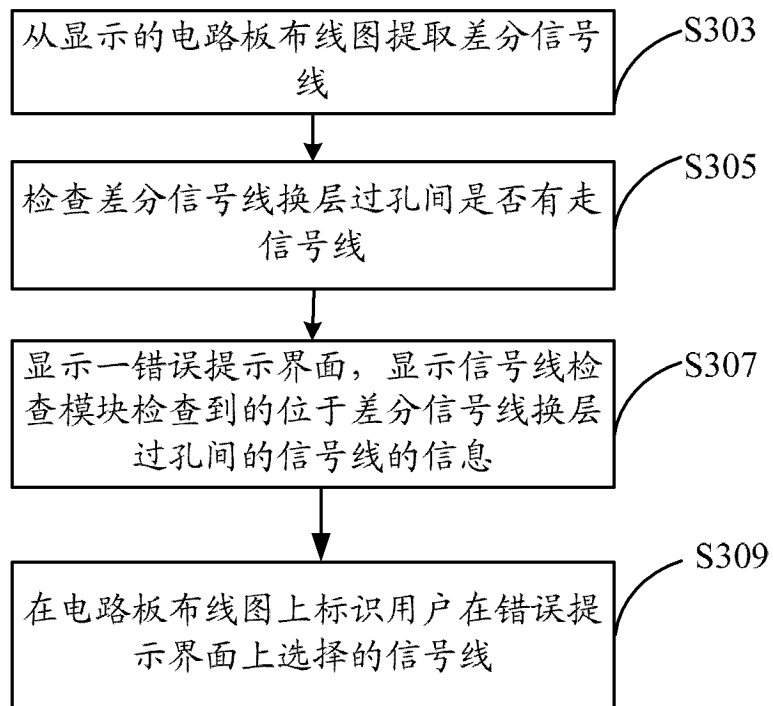 从显示的电路板布线图提取差分信号
线
S303
检查差分信号线换层过孔间是否有走
信号线
S305
显示一错误提示界面，显示信号线检
查模块检查到的位于差分信号线换层
过孔间的信号线的信息
S307
在电路板布线图上标识用户在错误提
示界面上选择的信号线
S309